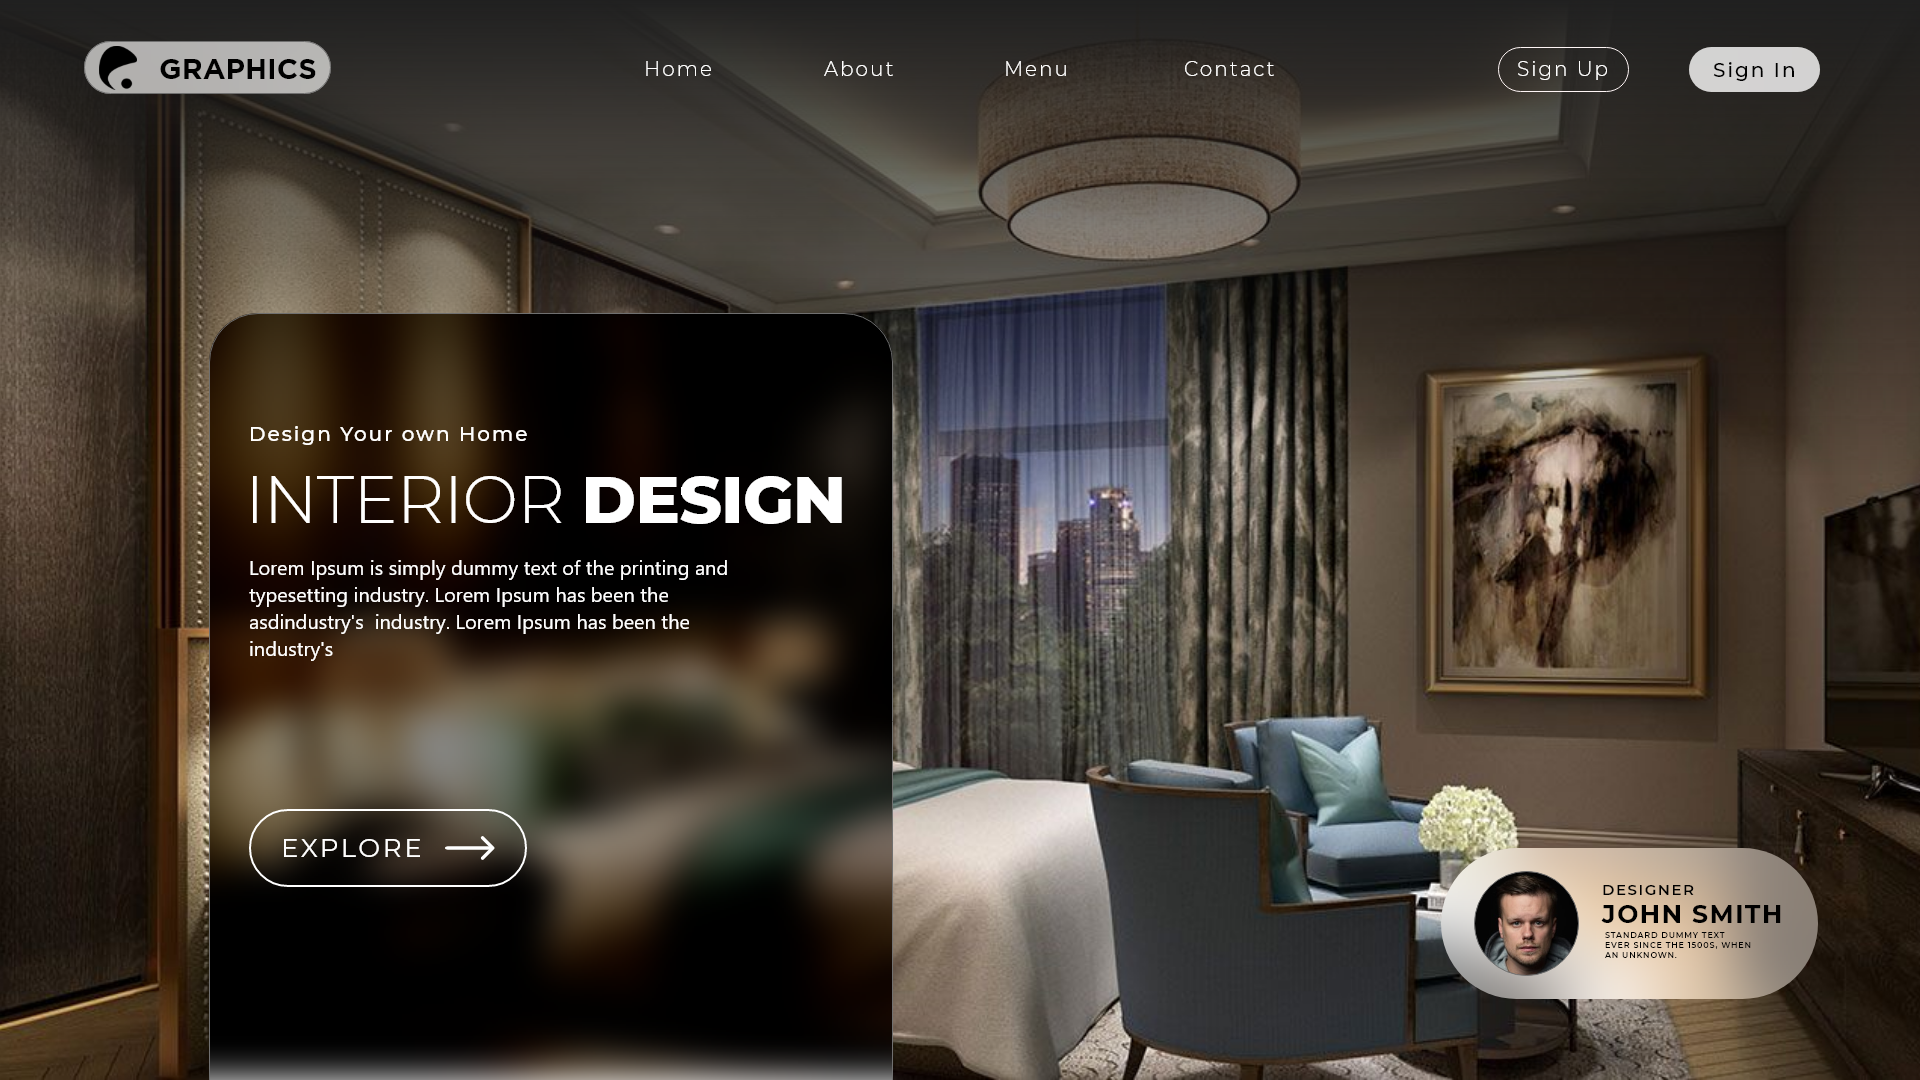 GRAPHICS
Home
About
Menu
Contact
Sign Up
Sign In
Design Your own Home
INTERIOR DESIGN
Lorem Ipsum is simply dummy text of the printing and
typesetting industry. Lorem Ipsum has been the
asdindustry's  industry. Lorem Ipsum has been the
industry's
EXPLORE
DESIGNER
JOHN SMITH
STANDARD DUMMY TEXT
EVER SINCE THE 1500S, WHEN
AN UNKNOWN.